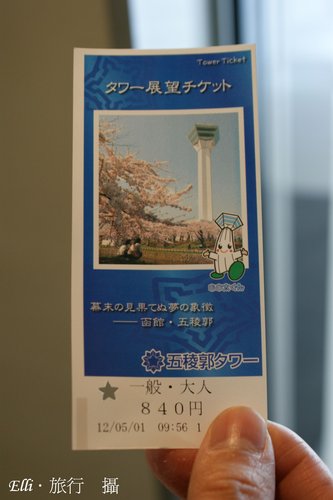 Tower Ticket
タワー展望チケット
幕末の見果てぬ夢の象徴
――函館・五稜郭
五稜郭タワー
一般・大人
840円
12/05/01 09:56 1
Elli・旅行 攝